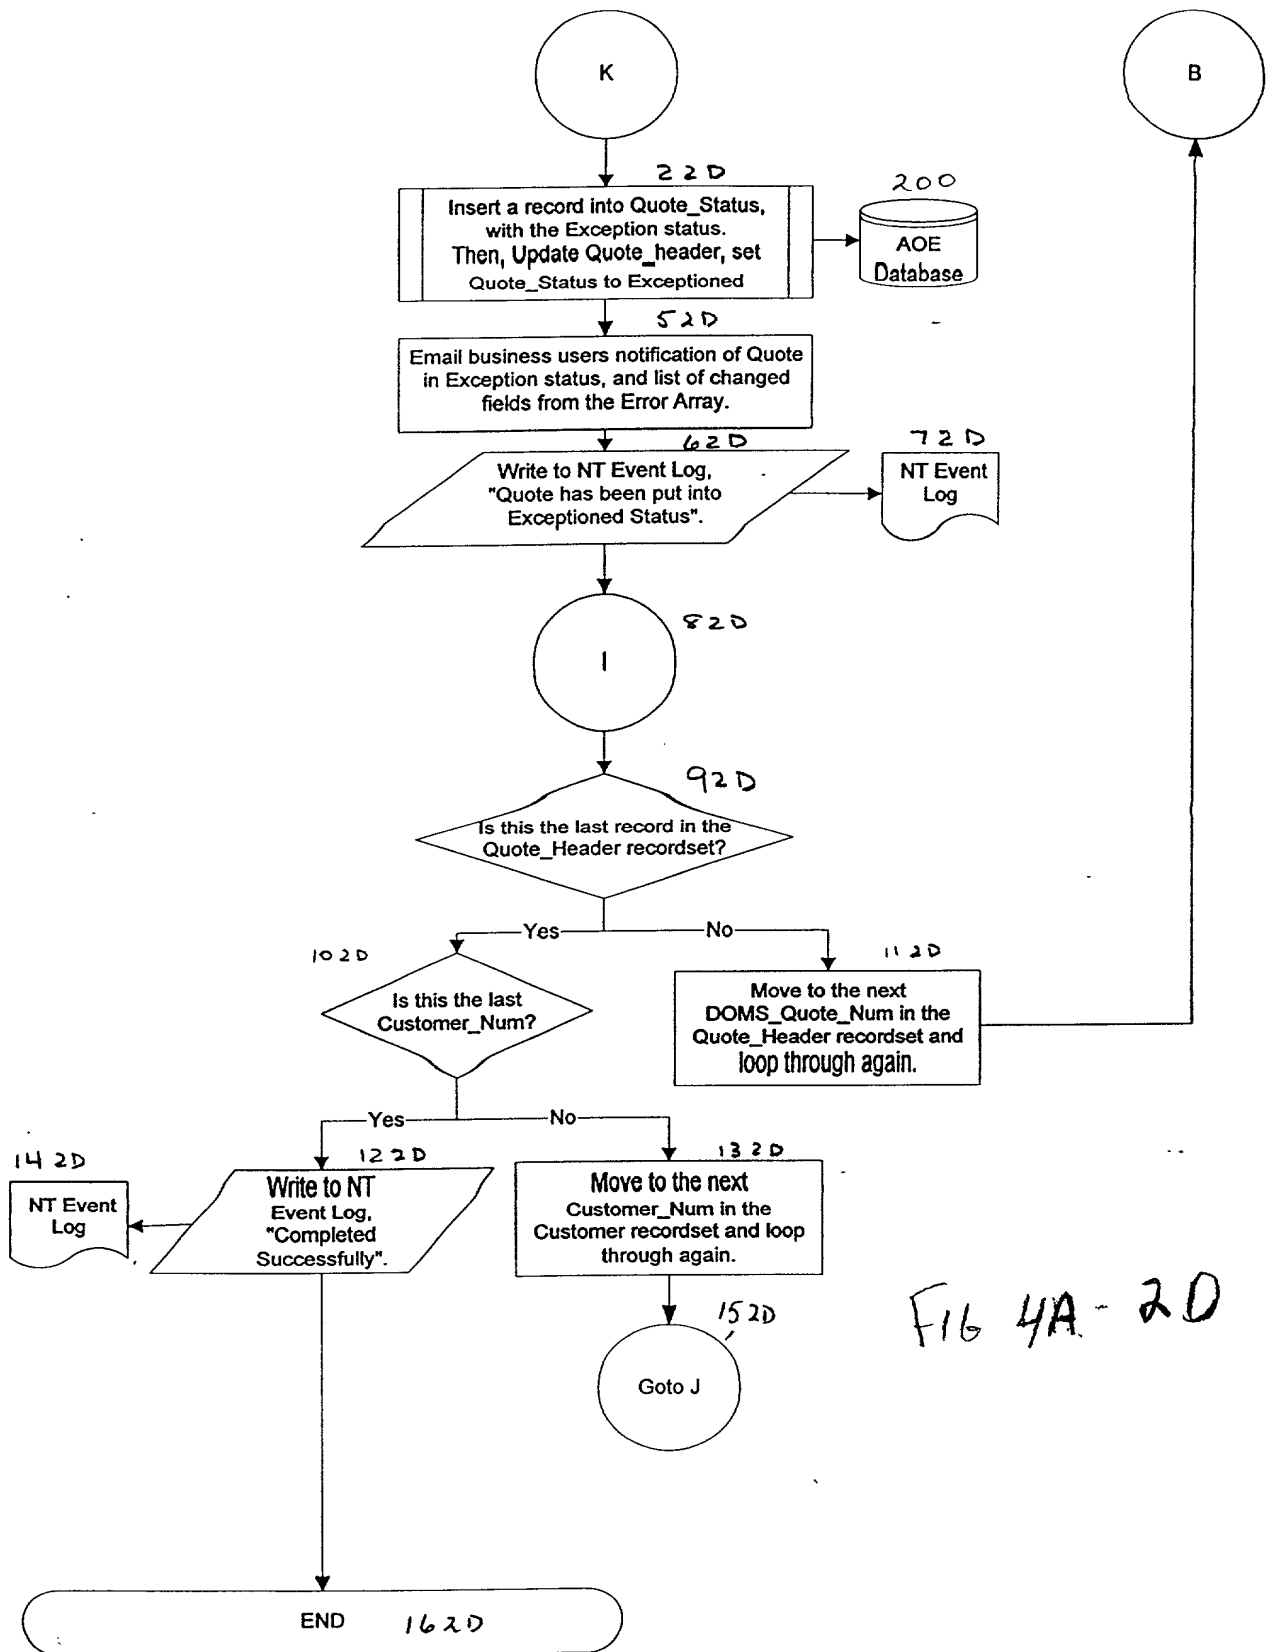 K
B
22D
Insert a record into Quote_Status,
with the Exception status.
Then, Update Quote_header, set
Quote_Status to Exceptioned
200
AOE
Database
52D
Email business users notification of Quote
in Exception status, and list of changed
fields from the Error Array.
62D
Write to NT Event Log,
"Quote has been put into
Exceptioned Status".
72D
NT Event
Log
I
82D
92D
Is this the last record in the
Quote_Header recordset?
Yes
No
102D
Is this the last
Customer_Num?
112D
Move to the next
DOMS_Quote_Num in the
Quote_Header recordset and
loop through again.
Yes
No
142D
NT Event
Log
122D
Write to NT
Event Log,
"Completed
Successfully".
132D
Move to the next
Customer_Num in the
Customer recordset and loop
through again.
152D
Goto J
FIG 4A-2D
END
162D